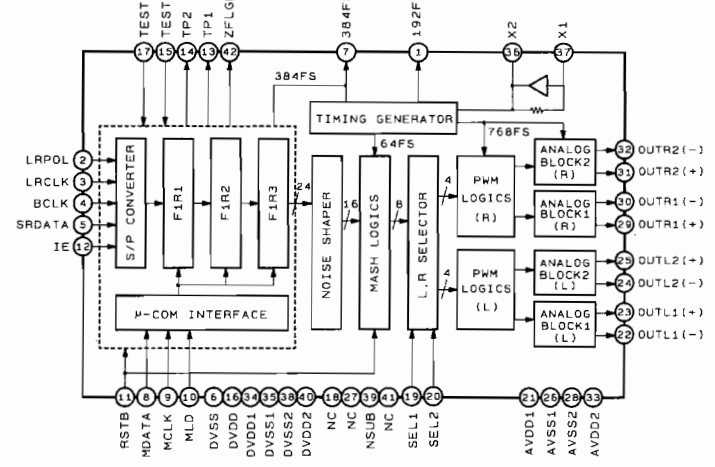 TEST
TEST
TP2
TP1
ZFLG
384F
192F
X2
X1
17
15
14
13
42
7
1
36
37
384FS
TIMING GENERATOR
64FS
768FS
LRPOL 2
LRCLK 3
BCLK 4
SRDATA 5
IE 12
S/P CONVERTER
FIR1
FIR2
FIR3
24
NOISE SHAPER
16
MASH LOGICS
8
L,R SELECTOR
4
4
PWM
LOGICS
(R)
PWM
LOGICS
(L)
ANALOG
BLOCK2
(R)
ANALOG
BLOCK1
(R)
ANALOG
BLOCK2
(L)
ANALOG
BLOCK1
(L)
32 OUTR2(−)
31 OUTR2(+)
30 OUTR1(−)
29 OUTR1(+)
25 OUTL2(+)
24 OUTL2(−)
23 OUTL1(+)
22 OUTL1(−)
μ-COM INTERFACE
11
8
9
10
6
16
34
35
38
40
18
27
39
41
19
20
21
26
28
33
RSTB
MDATA
MCLK
MLD
DVSS
DVDD
DVDD1
DVSS1
DVSS2
DVDD2
NC
NC
NSUB
NC
SEL1
SEL2
AVDD1
AVSS1
AVSS2
AVDD2